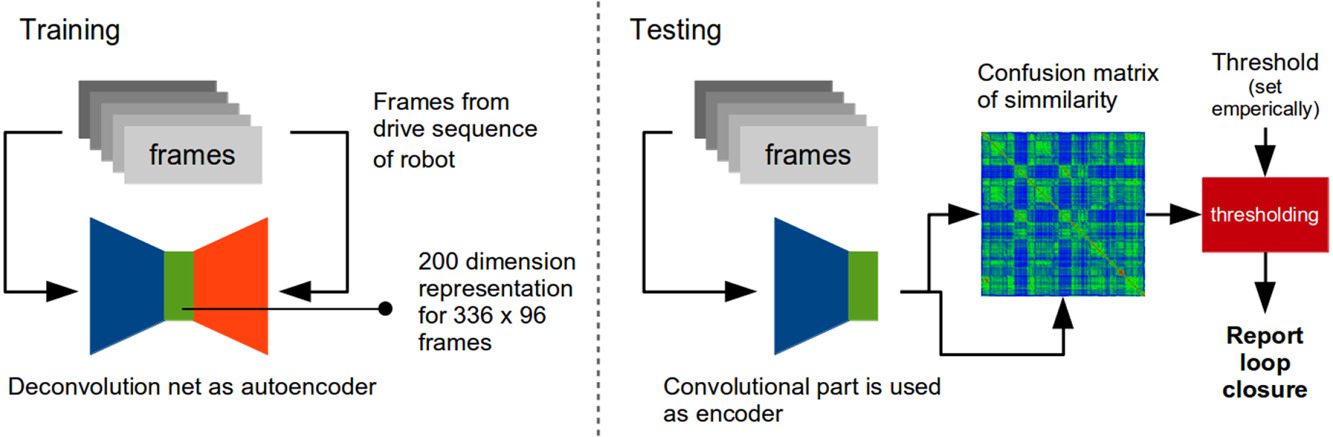 Training
frames
Frames from
drive sequence
of robot
200 dimension
representation
for 336 x 96
frames
Deconvolution net as autoencoder
Testing
frames
Convolutional part is used
as encoder
Confusion matrix
of simmilarity
Threshold
(set
emperically)
thresholding
Report
loop
closure